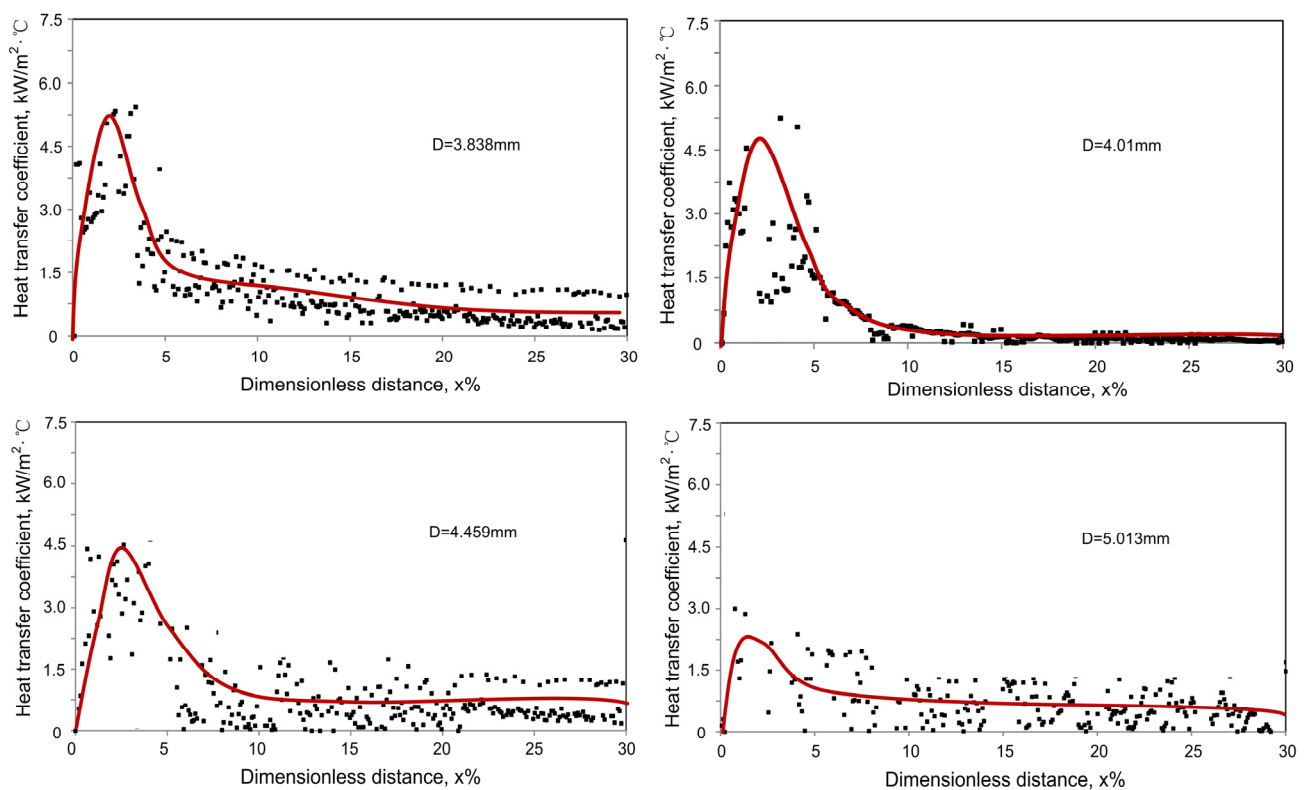 Heat transfer coefficient, kW/m²·℃
7.5
6.0
4.5
3.0
1.5
0
D=3.838mm
0 5 10 15 20 25 30
Dimensionless distance, x%
Heat transfer coefficient, kW/m²·℃
7.5
6.0
4.5
3.0
1.5
0
D=4.01mm
0 5 10 15 20 25 30
Dimensionless distance, x%
Heat transfer coefficient, kW/m²·℃
7.5
6.0
4.5
3.0
1.5
0
D=4.459mm
0 5 10 15 20 25 30
Dimensionless distance, x%
Heat transfer coefficient, kW/m²·℃
7.5
6.0
4.5
3.0
1.5
0
D=5.013mm
0 5 10 15 20 25 30
Dimensionless distance, x%